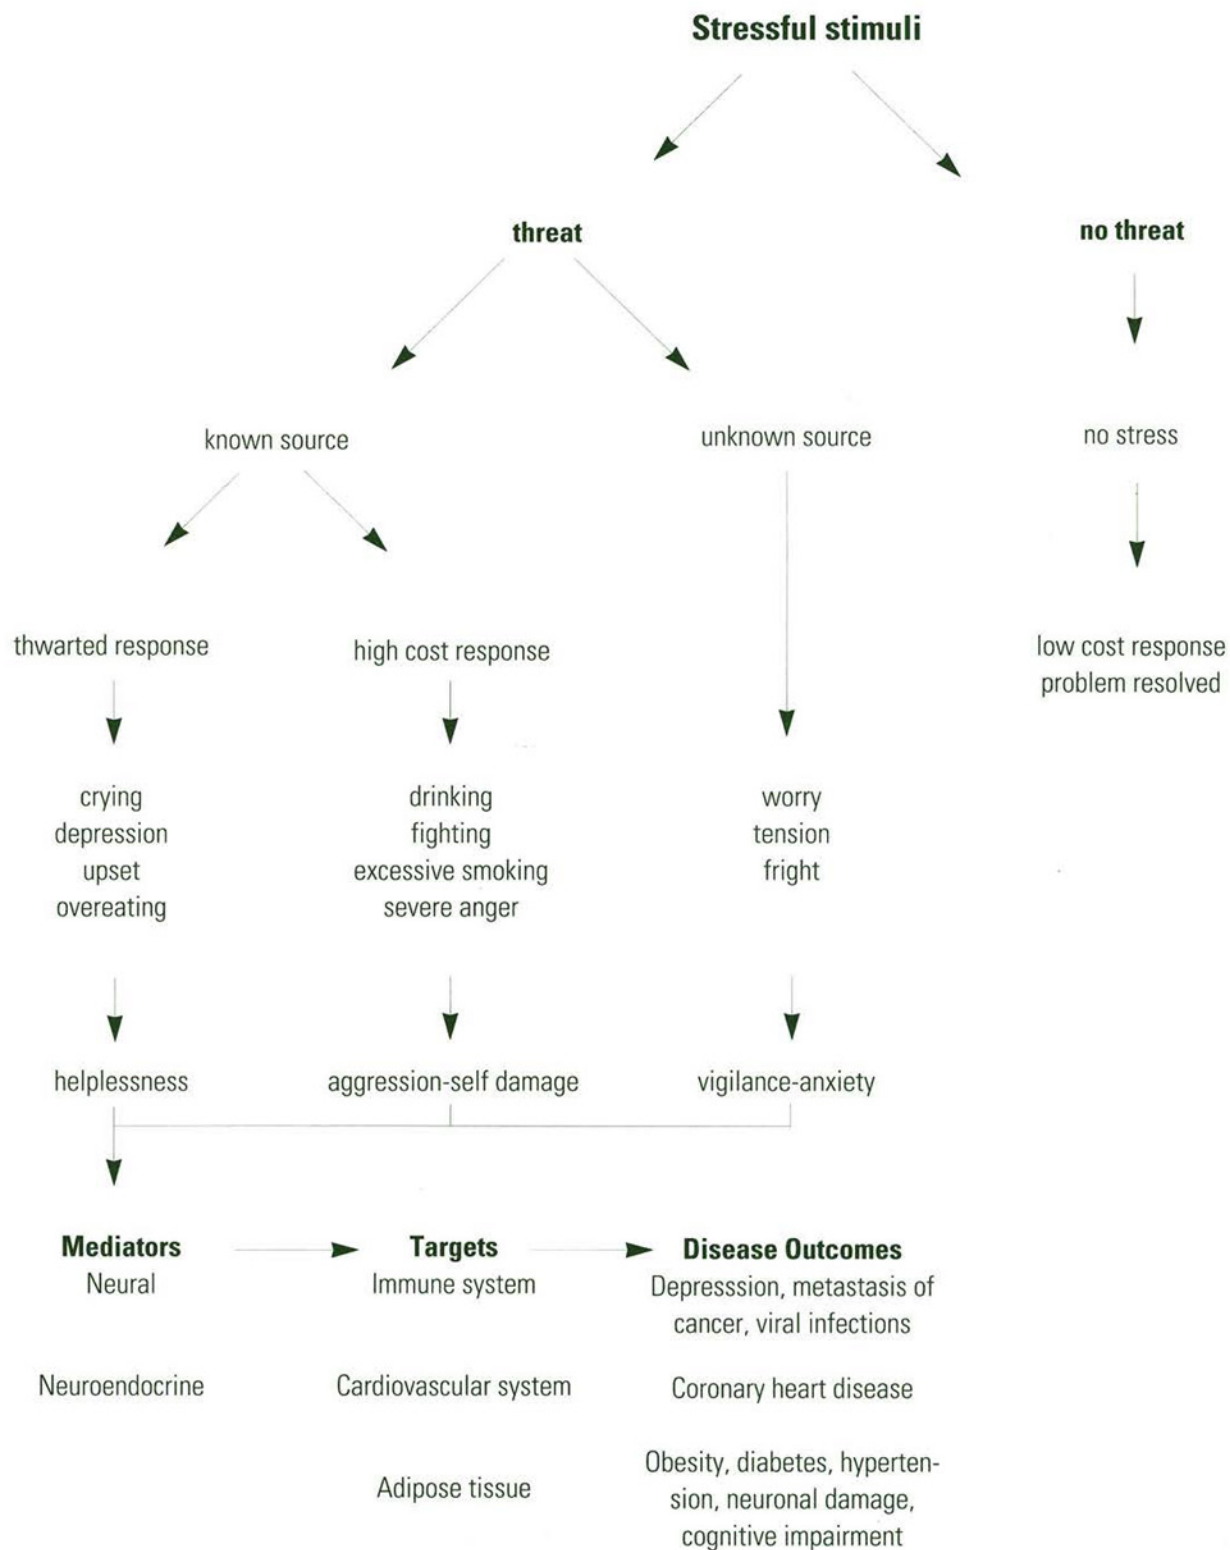 Stressful stimuli
threat
no threat
known source
unknown source
no stress
thwarted response
high cost response
low cost response
problem resolved
crying
depression
upset
overeating
drinking
fighting
excessive smoking
severe anger
worry
tension
fright
helplessness
aggression-self damage
vigilance-anxiety
Mediators
Targets
Disease Outcomes
Neural
Immune system
Depresssion, metastasis of
cancer, viral infections
Neuroendocrine
Cardiovascular system
Coronary heart disease
Adipose tissue
Obesity, diabetes, hyperten-
sion, neuronal damage,
cognitive impairment